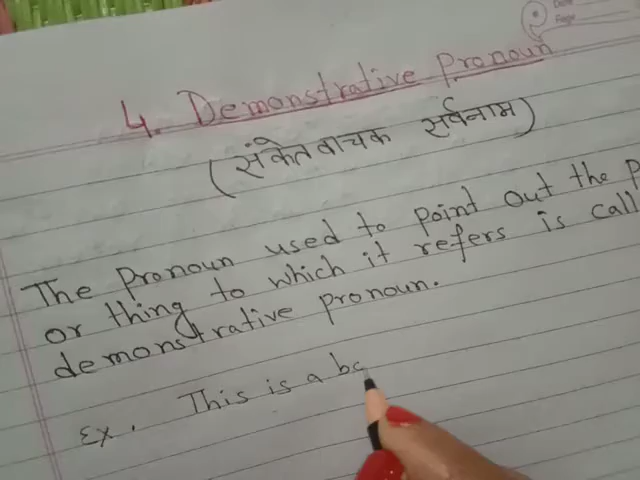 Page
4. Demonstrative Pronoun
(संकेतवाचक सर्वनाम)
The pronoun used to point out the
or thing to which it refers is call
demonstrative pronoun.
Ex. This is a